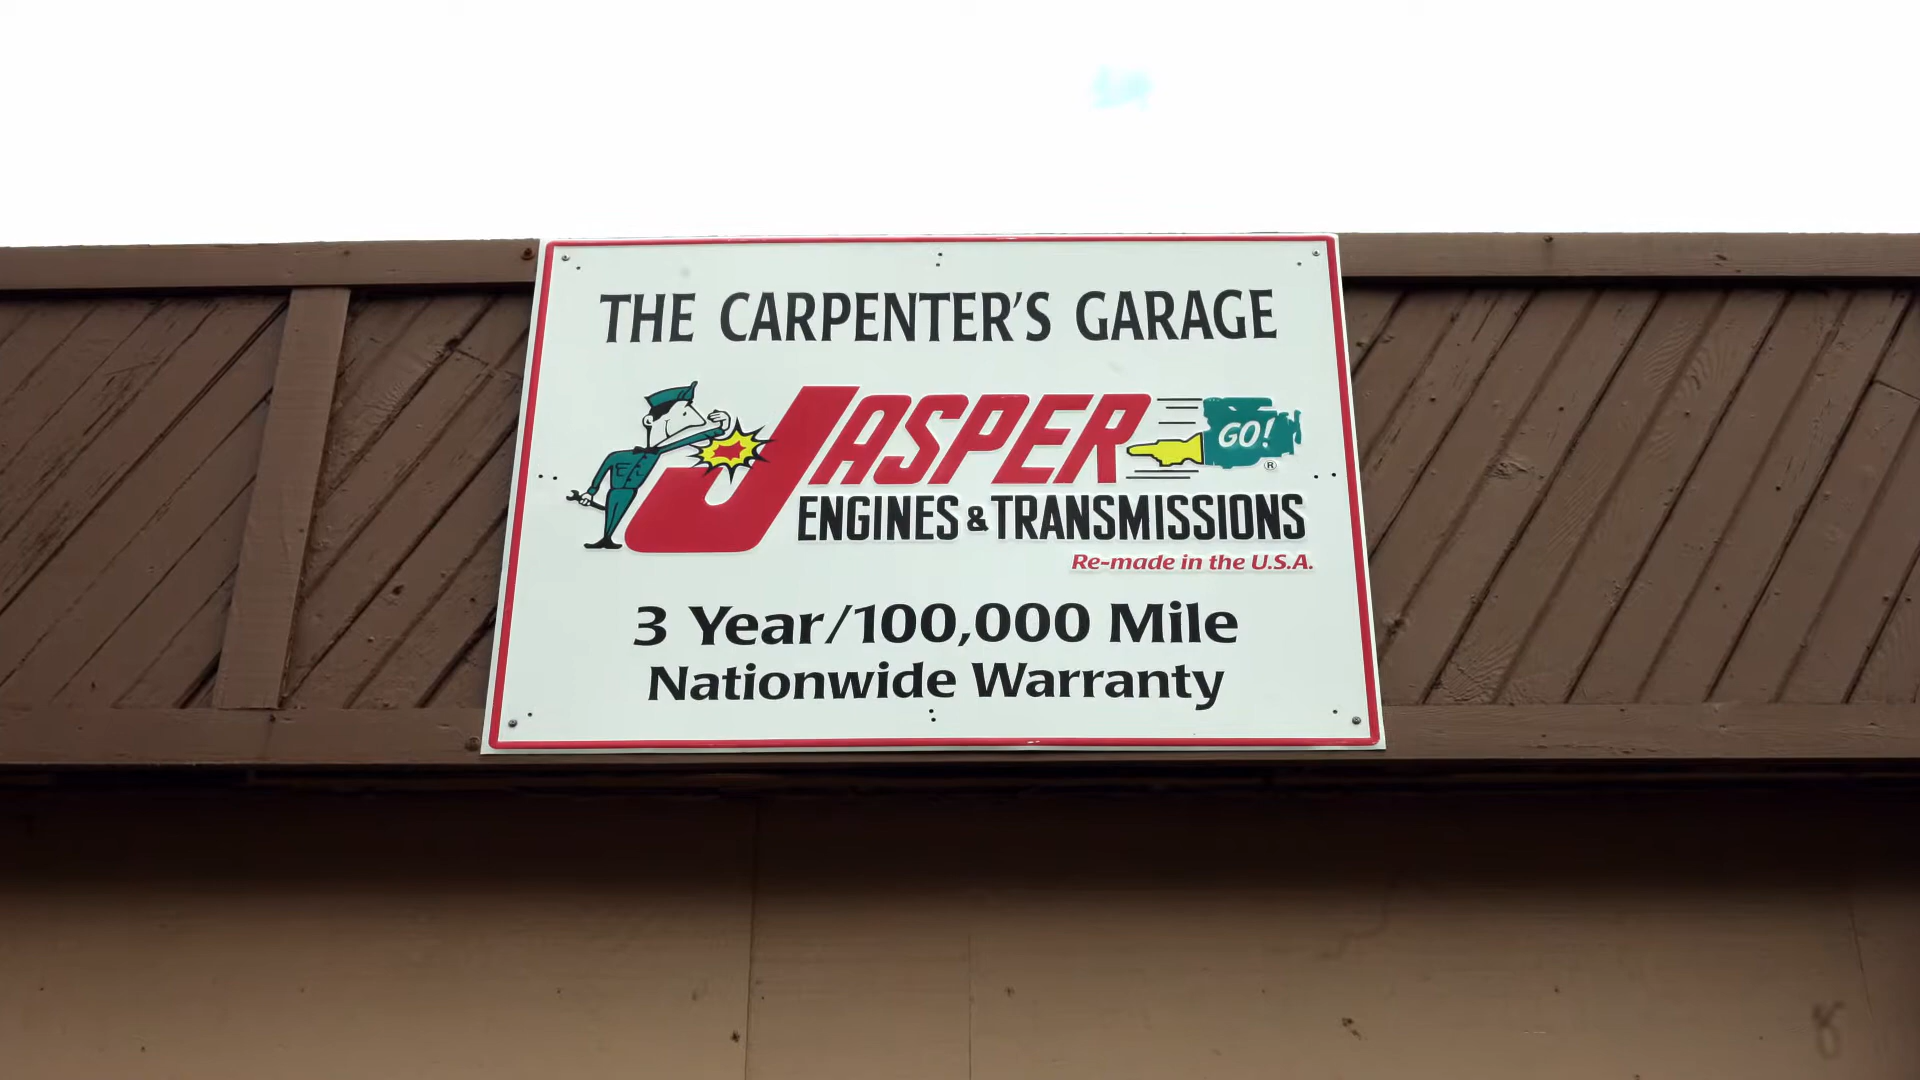 THE CARPENTER'S GARAGE
JASPER
GO!
®
ENGINES & TRANSMISSIONS
Re-made in the U.S.A.
3 Year/100,000 Mile
Nationwide Warranty